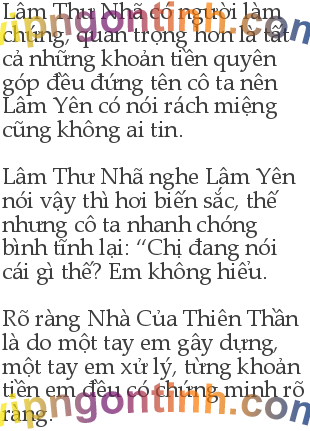 Lâm Thư Nhã có người làm
chứng, quan trọng hơn là tất
cả những khoản tiền quyên
góp đều đứng tên cô ta nên
Lâm Yên có nói rách miệng
cũng không ai tin.
Lâm Thư Nhã nghe Lâm Yên
nói vậy thì hơi biến sắc, thế
nhưng cô ta nhanh chóng
bình tĩnh lại: “Chị đang nói
cái gì thế? Em không hiểu.
Rõ ràng Nhà Của Thiên Thần
là do một tay em gây dựng,
một tay em xử lý, từng khoản
tiền em đều có chứng minh rõ
ràng.
vipngontinh.com